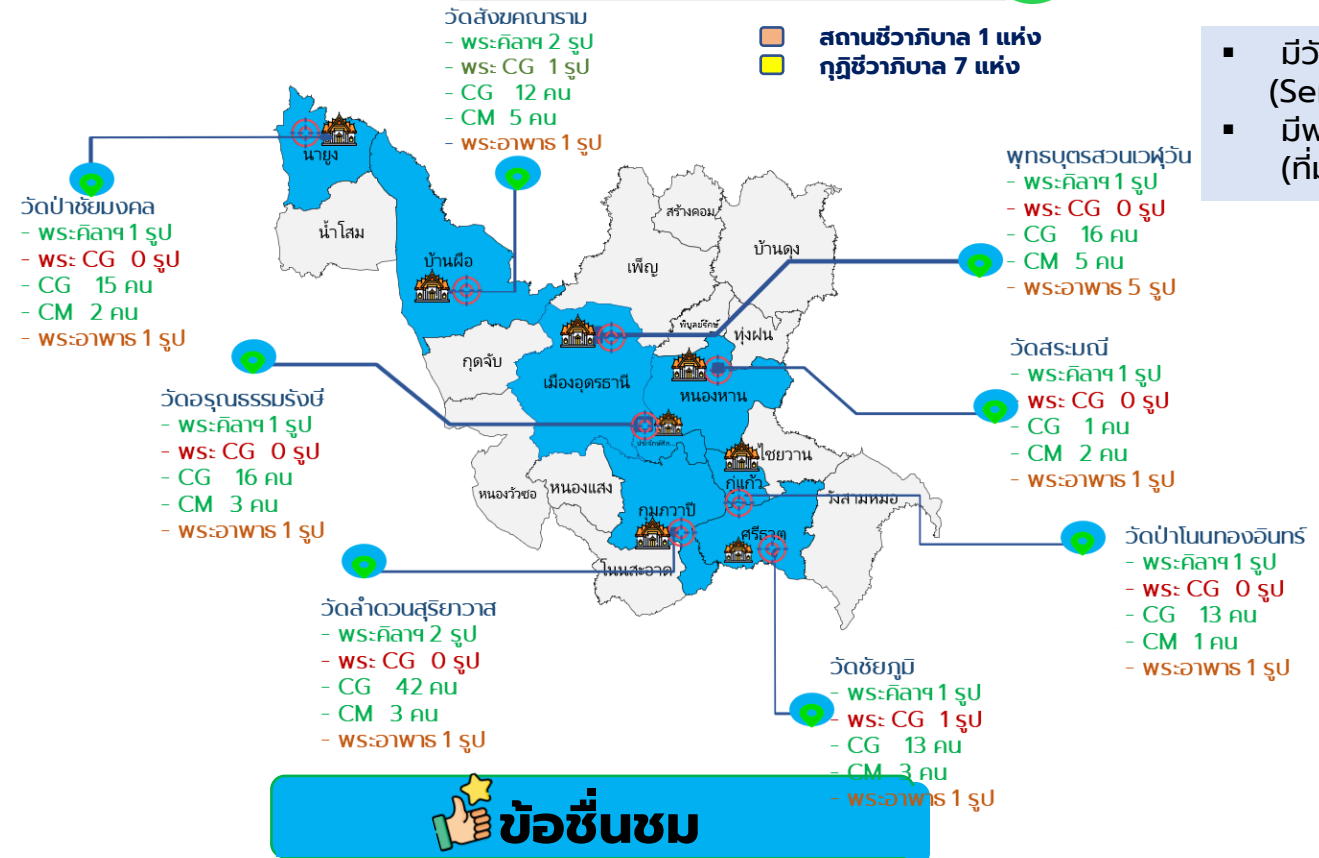 วัดสังฆคณาราม
- พระคิลาฯ 2 รูป
- พระ CG 1 รูป
- CG 12 คน
- CM 5 คน
- พระอาพาธ 1 รูป
สถานชีวาภิบาล 1 แห่ง
กุฏิชีวาภิบาล 7 แห่ง
▪ มีวั
(Se
▪ มีพ
(ที่ม
วัดป่าชัยมงคล
- พระคิลาฯ 1 รูป
- พระ CG 0 รูป
- CG 15 คน
- CM 2 คน
- พระอาพาธ 1 รูป
พุทธบุตรสวนเวฬุวัน
- พระคิลาฯ 1 รูป
- พระ CG 0 รูป
- CG 16 คน
- CM 5 คน
- พระอาพาธ 5 รูป
นายูง
น้ำโสม
บ้านผือ
สร้างคอม
เพ็ญ
บ้านดุง
พิบูลย์รักษ์
ทุ่งฝน
กุดจับ
เมืองอุดรธานี
หนองหาน
ไชยวาน
กู่แก้ว
หนองวัวซอ
หนองแสง
กุมภวาปี
ศรีธาตุ
วังสามหมอ
โนนสะอาด
วัดอรุณธรรมรังษี
- พระคิลาฯ 1 รูป
- พระ CG 0 รูป
- CG 16 คน
- CM 3 คน
- พระอาพาธ 1 รูป
วัดสระมณี
- พระคิลาฯ 1 รูป
- พระ CG 0 รูป
- CG 1 คน
- CM 2 คน
- พระอาพาธ 1 รูป
วัดป่าโนนทองอินทร์
- พระคิลาฯ 1 รูป
- พระ CG 0 รูป
- CG 13 คน
- CM 1 คน
- พระอาพาธ 1 รูป
วัดลำดวนสุริยาวาส
- พระคิลาฯ 2 รูป
- พระ CG 0 รูป
- CG 42 คน
- CM 3 คน
- พระอาพาธ 1 รูป
วัดชัยภูมิ
- พระคิลาฯ 1 รูป
- พระ CG 1 รูป
- CG 13 คน
- CM 3 คน
- พระอาพาธ 1 รูป
ข้อชื่นชม